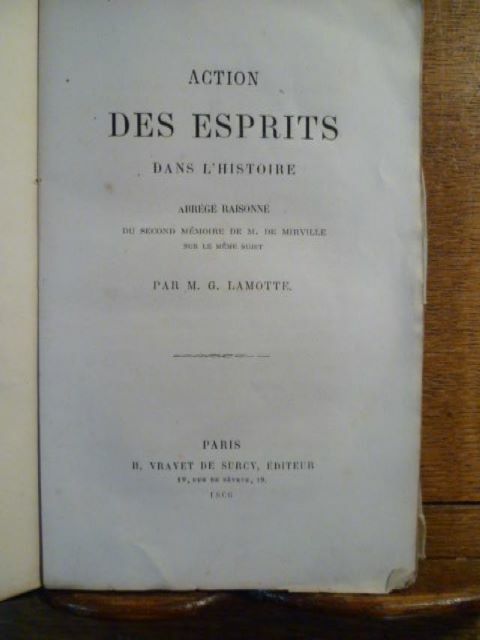 ACTION
DES ESPRITS
DANS L'HISTOIRE
ABRÉGÉ RAISONNÉ
DU SECOND MÉMOIRE DE M. DE MIRVILLE
SUR LE MÊME SUJET
PAR M. G. LAMOTTE.
PARIS
H. VRAYET DE SURCY, ÉDITEUR
19, RUE DE SÈVRES, 19.
1866